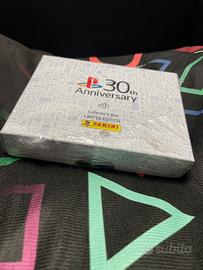 30th
Anniversary
Collector's Box
LIMITED EDITION
PANINI
subito